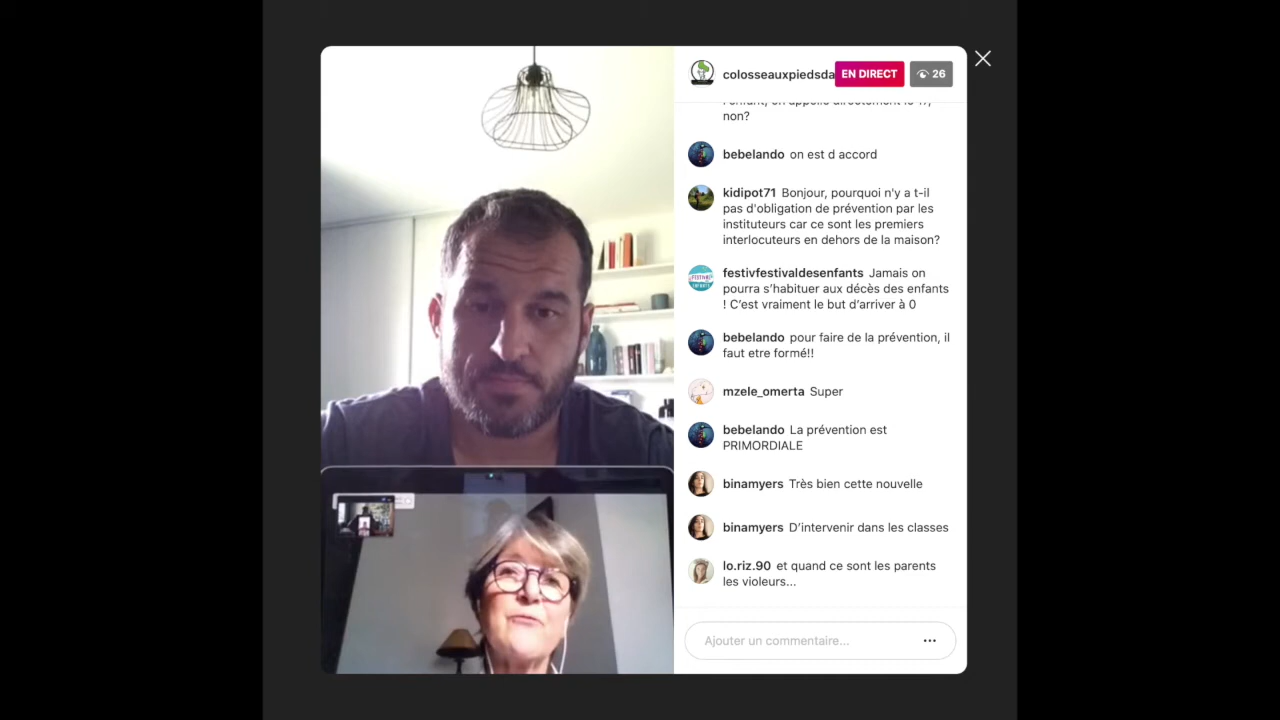 colosseauxpiedsda
EN DIRECT
26
non?
bebelando on est d accord
kidipot71 Bonjour, pourquoi n'y a t-il
pas d'obligation de prévention par les
instituteurs car ce sont les premiers
interlocuteurs en dehors de la maison?
festivfestivaldesenfants Jamais on
pourra s'habituer aux décès des enfants
! C'est vraiment le but d'arriver à 0
bebelando pour faire de la prévention, il
faut etre formé!!
mzele_omerta Super
bebelando La prévention est
PRIMORDIALE
binamyers Très bien cette nouvelle
binamyers D'intervenir dans les classes
lo.riz.90 et quand ce sont les parents
les violeurs...
Ajouter un commentaire...